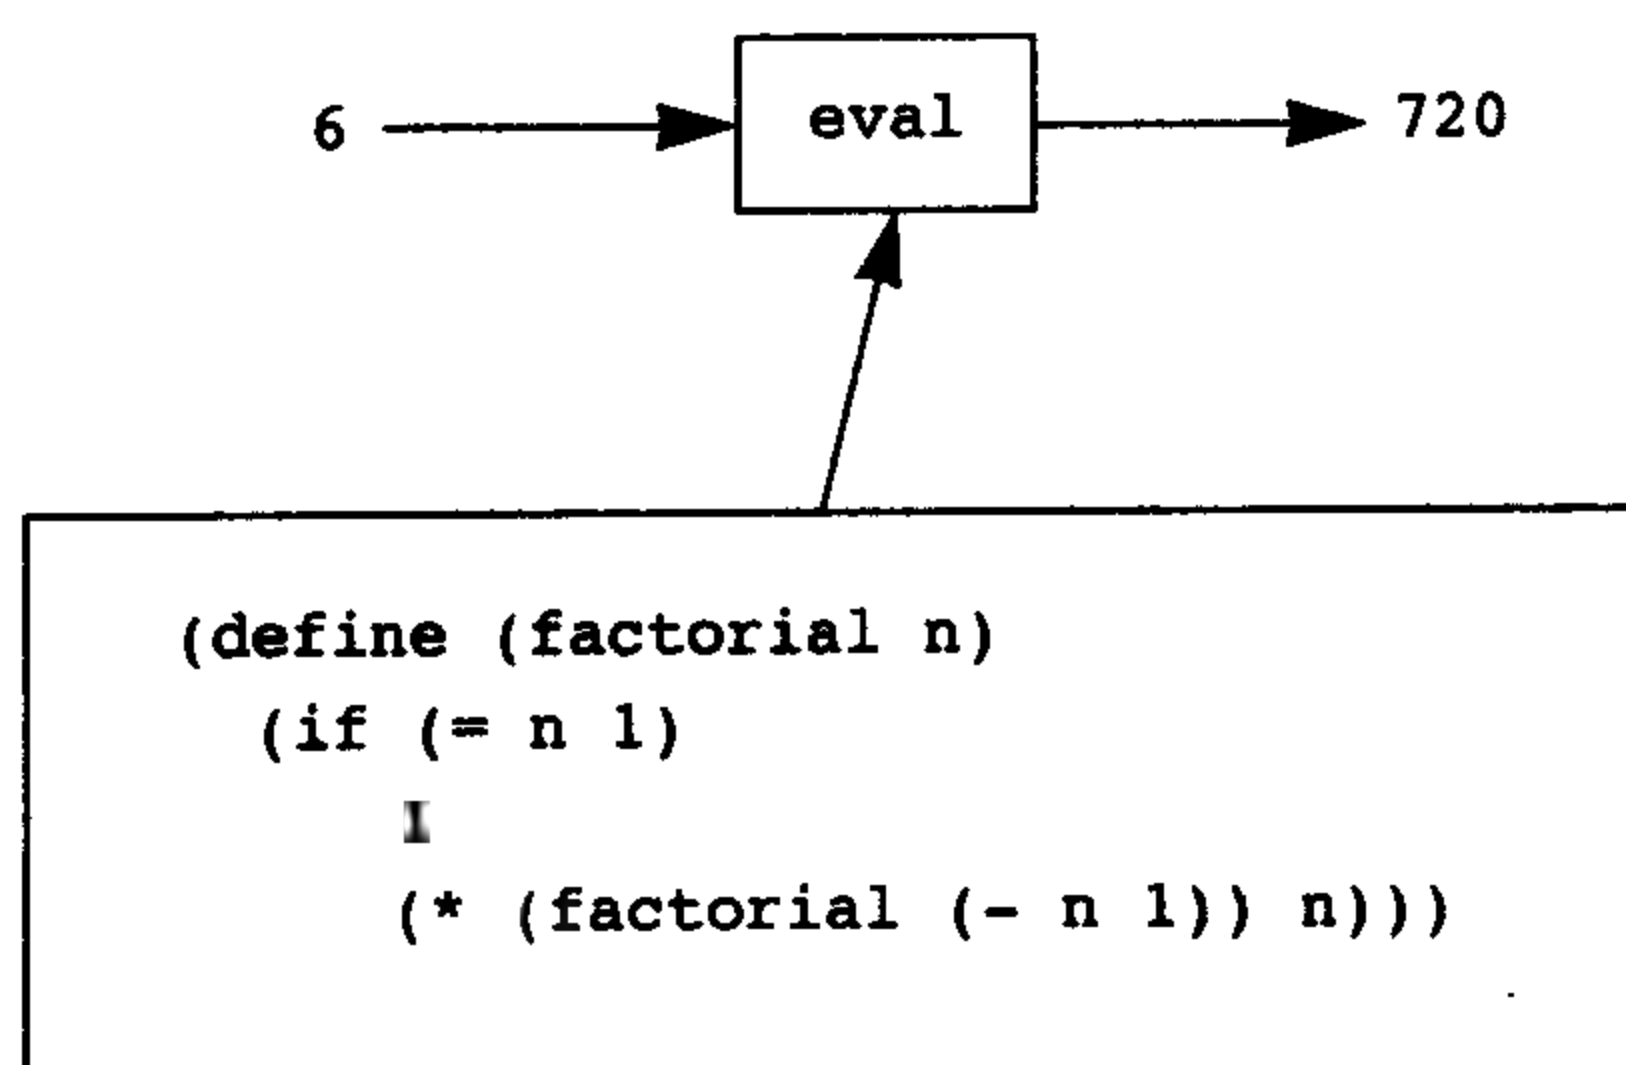 6 eval 720
(define (factorial n)
(if (= n 1)
(* (factorial (- n 1)) n)))